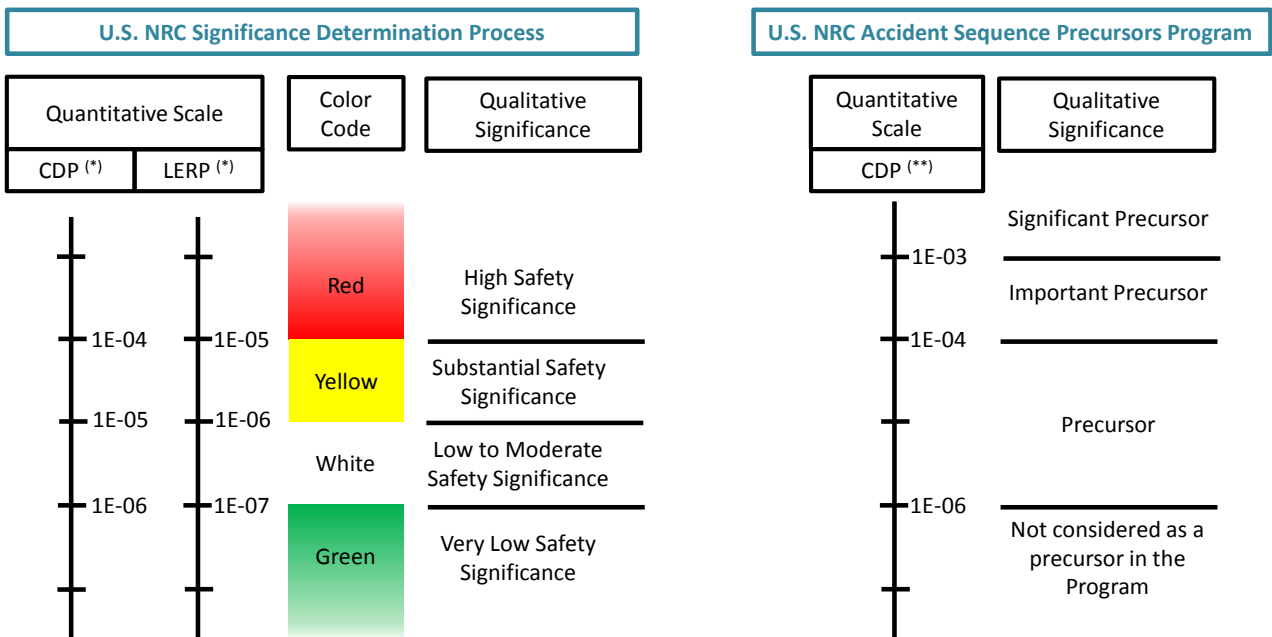 U.S. NRC Significance Determination Process
Quantitative Scale
CDP (*)
LERP (*)
Color
Code
Qualitative
Significance
1E-04
1E-05
1E-06
1E-05
1E-06
1E-07
Red
Yellow
White
Green
High Safety
Significance
Substantial Safety
Significance
Low to Moderate
Safety Significance
Very Low Safety
Significance
U.S. NRC Accident Sequence Precursors Program
Quantitative
Scale
CDP (**)
Qualitative
Significance
1E-03
1E-04
1E-06
Significant Precursor
Important Precursor
Precursor
Not considered as a
precursor in the
Program